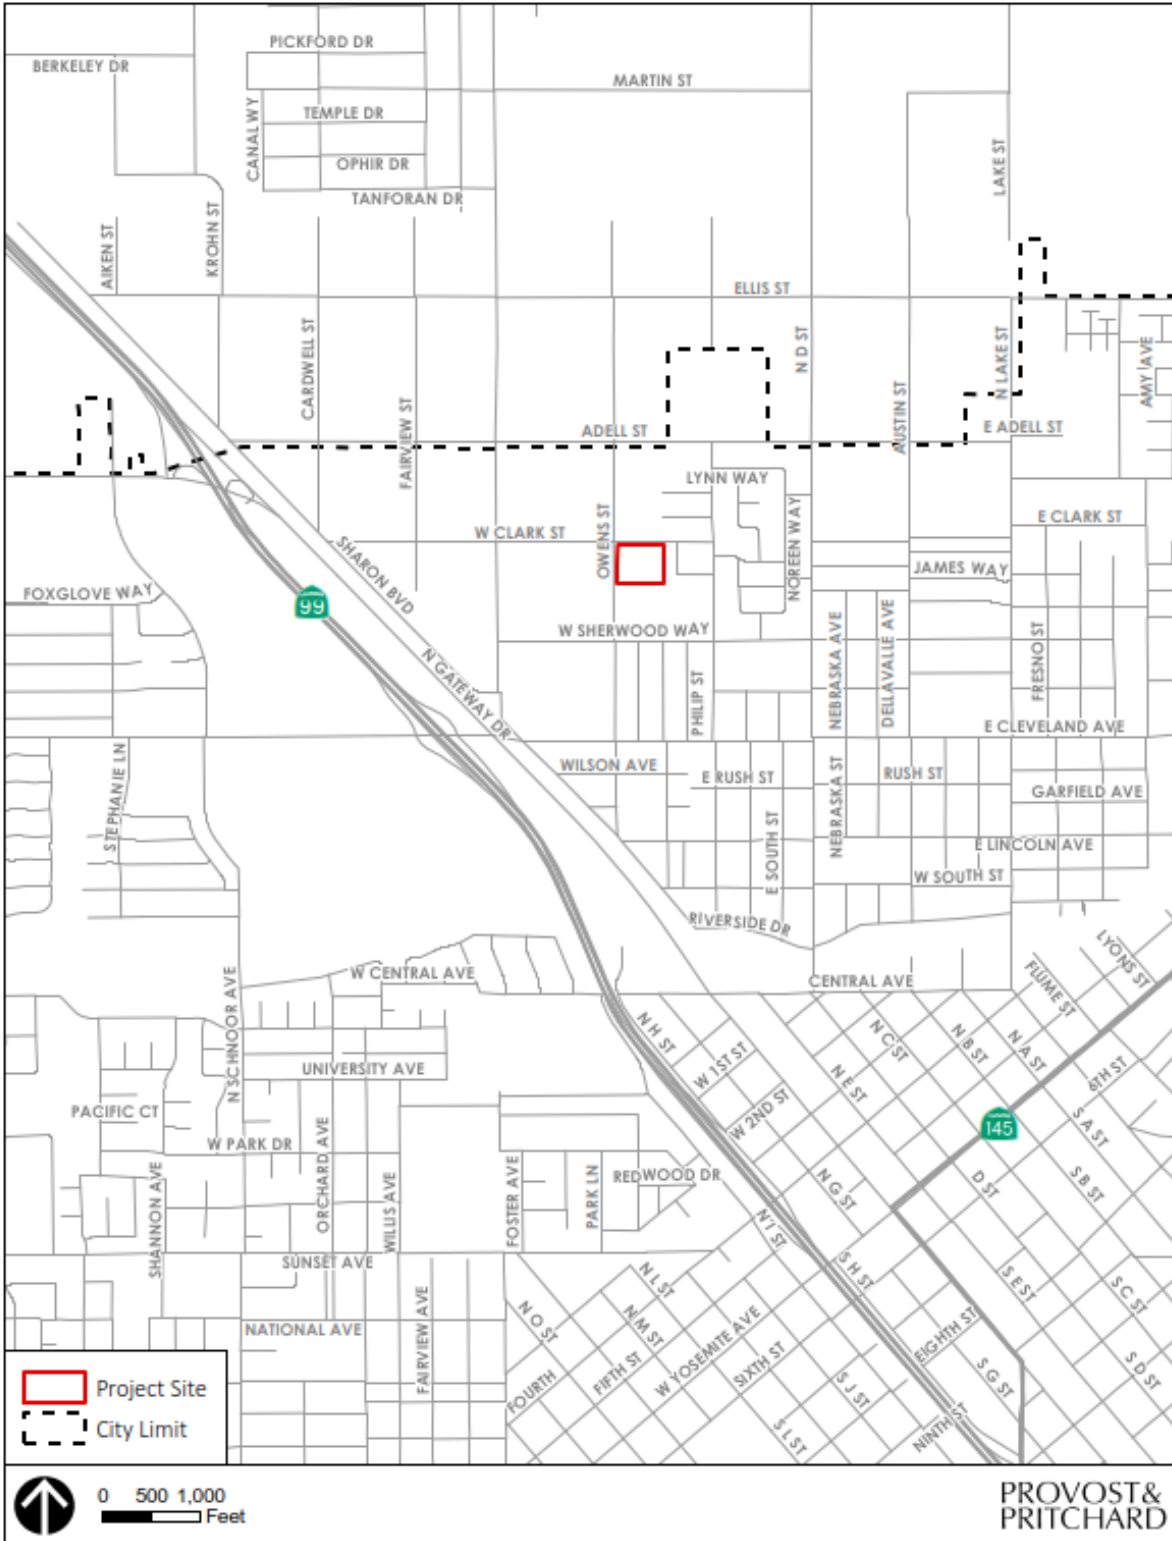 PICKFORD DR
BERKELEY DR
MARTIN ST
CANAL WY
TEMPLE DR
OPHIR DR
LAKE ST
TANFORAN DR
AIKEN ST
KROHN ST
ELLIS ST
CARDWELL ST
N D ST
N LAKE ST
AMY AVE
FAIRVIEW ST
AUSTIN ST
ADELL ST
E ADELL ST
LYNN WAY
OWENS ST
NOREEN WAY
W CLARK ST
E CLARK ST
SHARON BVD
JAMES WAY
FOXGLOVE WAY
99
W SHERWOOD WAY
NEBRASKA AVE
DELLAVALLE AVE
FRESNO ST
N GATEWAY DR
PHILIP ST
E CLEVELAND AVE
STEPHANIE LN
WILSON AVE
E RUSH ST
RUSH ST
NEBRASKA ST
GARFIELD AVE
E SOUTH ST
E LINCOLN AVE
W SOUTH ST
RIVERSIDE DR
LYONS ST
W CENTRAL AVE
CENTRAL AVE
FLUME ST
N SCHNOOR AVE
N H ST
N C ST
N B ST
N A ST
W 1ST ST
UNIVERSITY AVE
N E ST
6TH ST
PACIFIC CT
W 2ND ST
145
S A ST
W PARK DR
ORCHARD AVE
REDWOOD DR
SHANNON AVE
WILLIS AVE
FOSTER AVE
PARK LN
N G ST
D ST
S B ST
N I ST
SUNSET AVE
N L ST
S H ST
S E ST
S C ST
N O ST
N M ST
NATIONAL AVE
FAIRVIEW AVE
W YOSEMITE AVE
EIGHTH ST
FIFTH ST
SIXTH ST
S G ST
S D ST
FOURTH
S J ST
S L ST
NINTH ST
Project Site
City Limit
0 500 1,000
Feet
PROVOST&
PRITCHARD